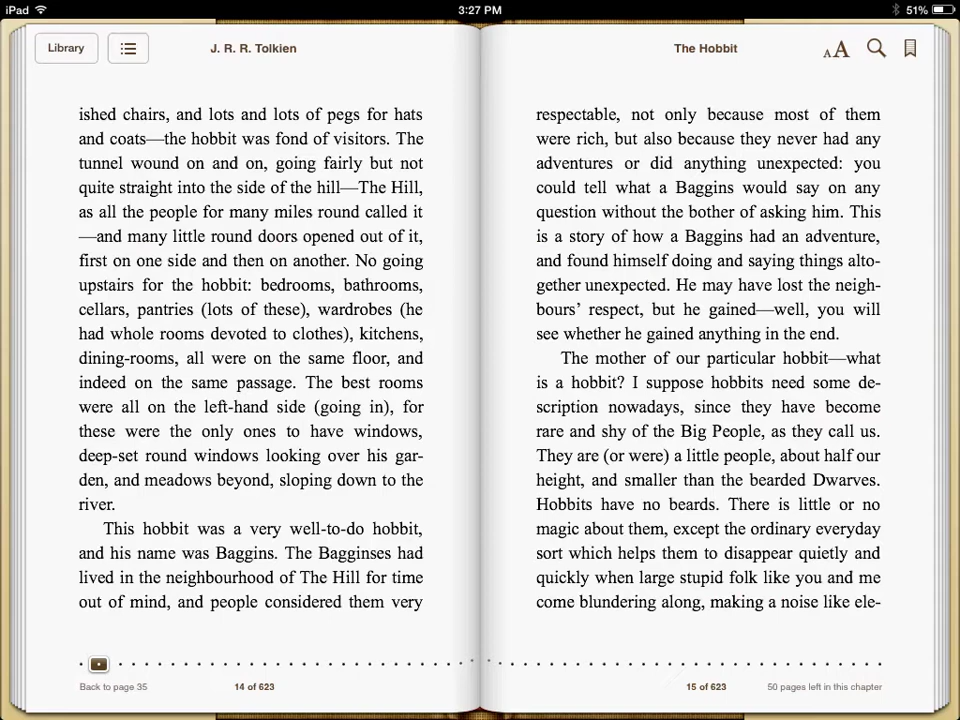 iPad
3:27 PM
51%
Library
J. R. R. Tolkien
The Hobbit
AA
ished chairs, and lots and lots of pegs for hats
and coats—the hobbit was fond of visitors. The
tunnel wound on and on, going fairly but not
quite straight into the side of the hill—The Hill,
as all the people for many miles round called it
—and many little round doors opened out of it,
first on one side and then on another. No going
upstairs for the hobbit: bedrooms, bathrooms,
cellars, pantries (lots of these), wardrobes (he
had whole rooms devoted to clothes), kitchens,
dining-rooms, all were on the same floor, and
indeed on the same passage. The best rooms
were all on the left-hand side (going in), for
these were the only ones to have windows,
deep-set round windows looking over his gar-
den, and meadows beyond, sloping down to the
river.
This hobbit was a very well-to-do hobbit,
and his name was Baggins. The Bagginses had
lived in the neighbourhood of The Hill for time
out of mind, and people considered them very
respectable, not only because most of them
were rich, but also because they never had any
adventures or did anything unexpected: you
could tell what a Baggins would say on any
question without the bother of asking him. This
is a story of how a Baggins had an adventure,
and found himself doing and saying things alto-
gether unexpected. He may have lost the neigh-
bours’ respect, but he gained—well, you will
see whether he gained anything in the end.
The mother of our particular hobbit—what
is a hobbit? I suppose hobbits need some de-
scription nowadays, since they have become
rare and shy of the Big People, as they call us.
They are (or were) a little people, about half our
height, and smaller than the bearded Dwarves.
Hobbits have no beards. There is little or no
magic about them, except the ordinary everyday
sort which helps them to disappear quietly and
quickly when large stupid folk like you and me
come blundering along, making a noise like ele-
Back to page 35
14 of 623
15 of 623
50 pages left in this chapter